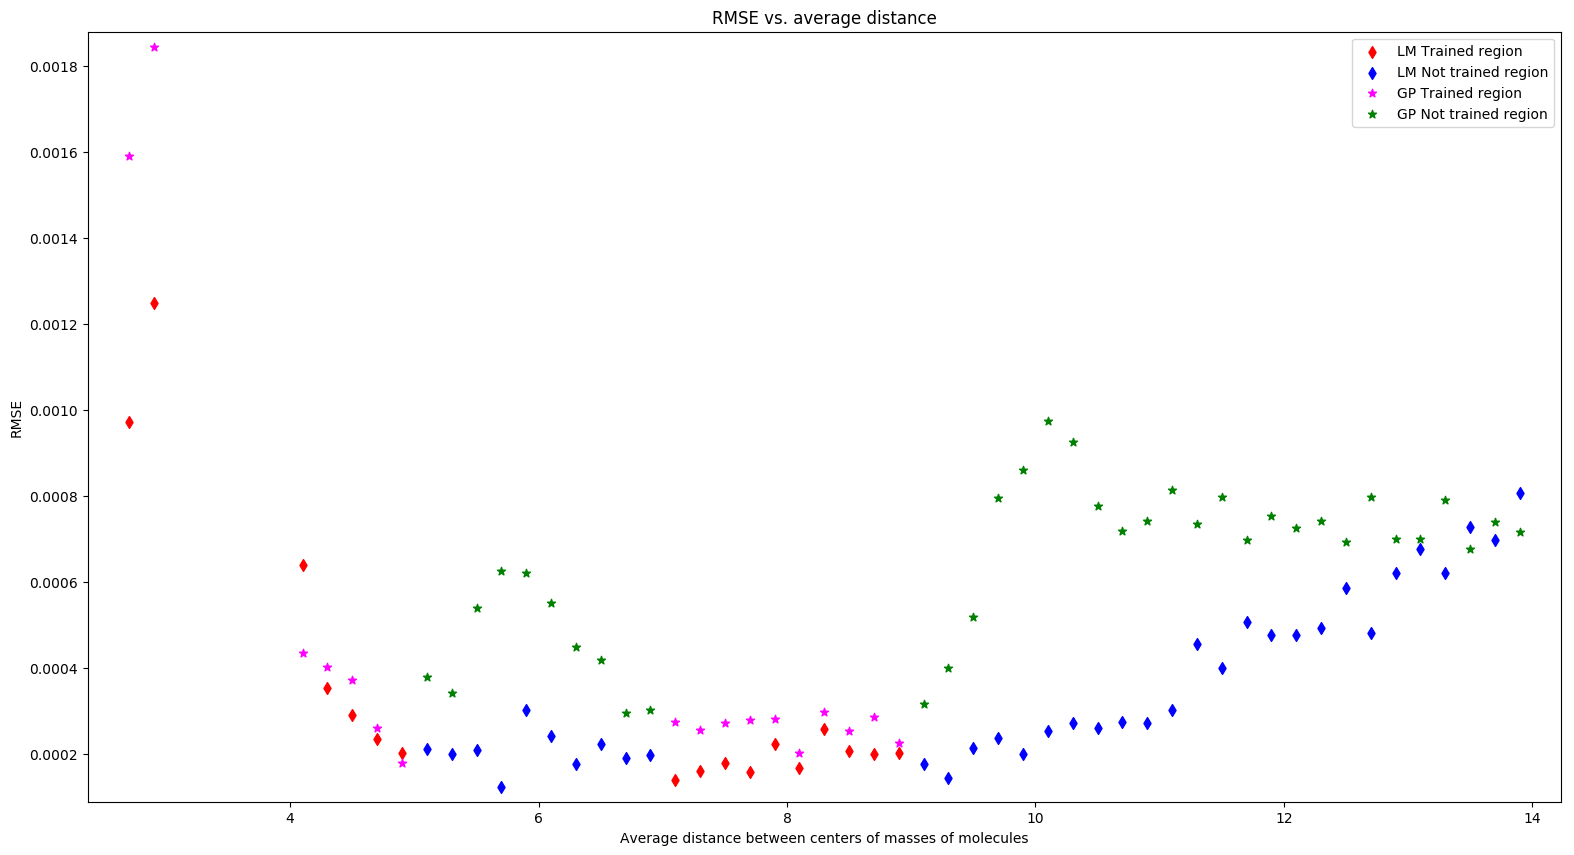 RMSE vs. average distance
LM Trained region
LM Not trained region
GP Trained region
GP Not trained region
0.0018
0.0016
0.0014
0.0012
0.0010
0.0008
0.0006
0.0004
0.0002
RMSE
4 6 8 10 12 14
Average distance between centers of masses of molecules